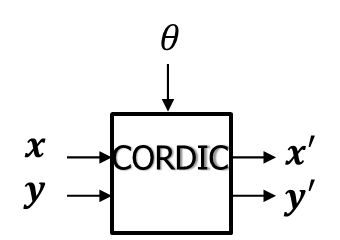 θ
x CORDIC x′
y y′